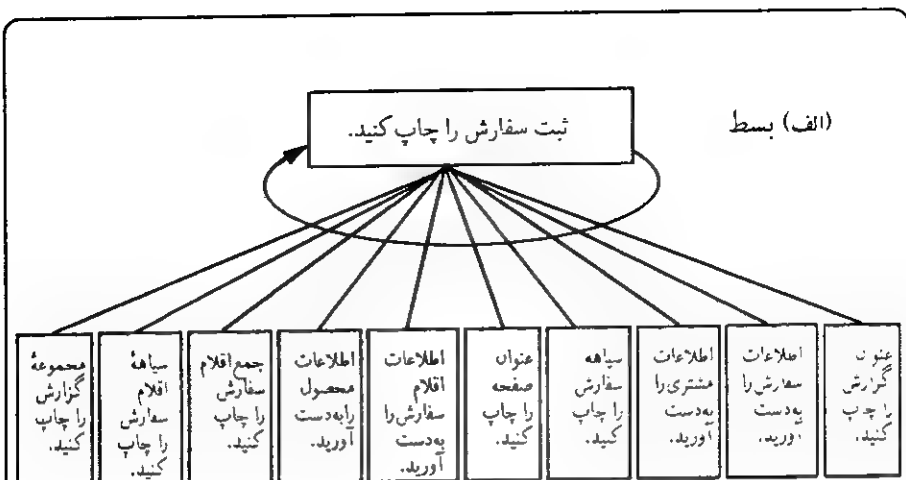 (الف) بسط
ثبت سفارش را چاپ کنید.
عنوان
گزارش
را چاپ
کنید.
اطلاعات
سفارش را
به‌دست
آورید.
اطلاعات
مشتری را
به‌دست
آورید.
سیاهه
سفارش
را چاپ
کنید.
عنوان
صفحه
را چاپ
کنید.
اطلاعات
اقلام
سفارش را
به‌دست
آورید.
اطلاعات
محصول
را به‌دست
آورید.
جمع اقلام
سفارش
را چاپ
کنید.
سیاههٔ
اقلام
سفارش
را چاپ
کنید.
مجموعهٔ
گزارش
را چاپ
کنید.